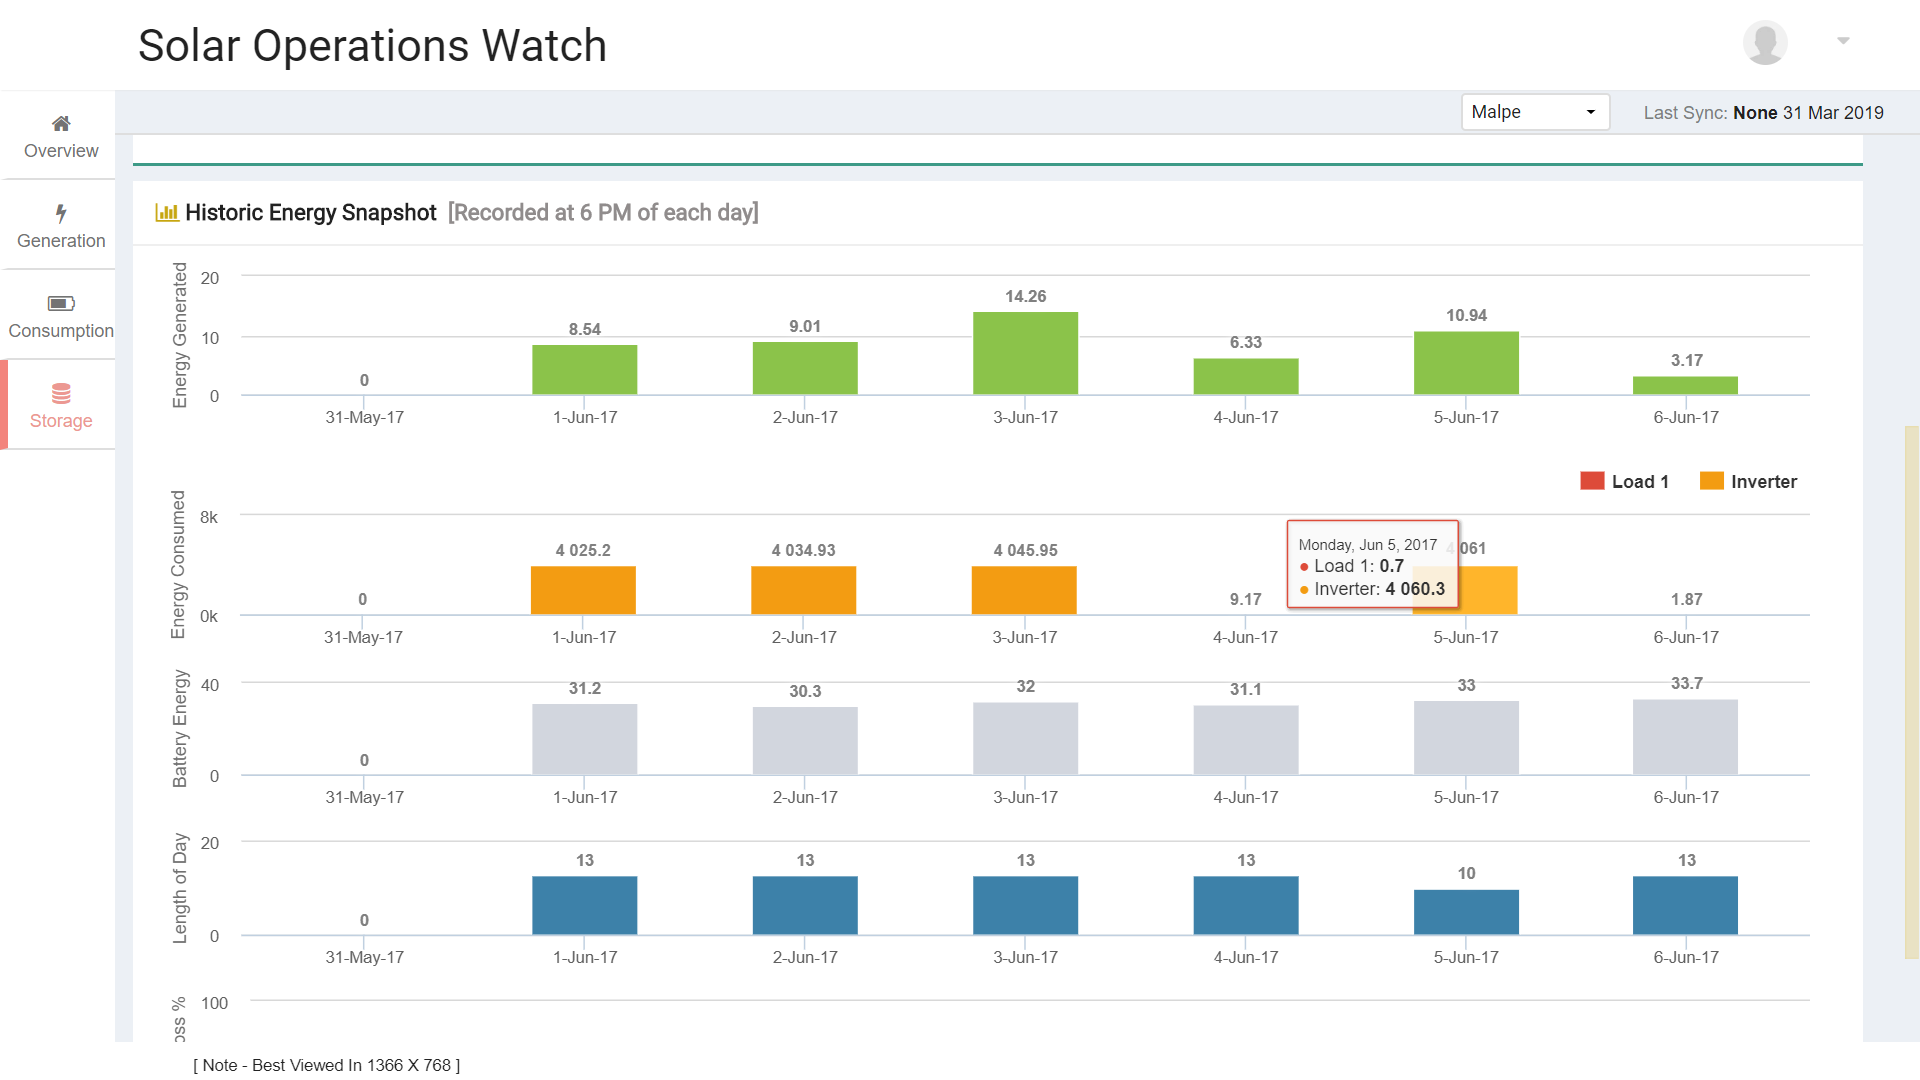 Solar Operations Watch
Malpe
Last Sync: None 31 Mar 2019
Overview
Generation
Consumption
Storage
Historic Energy Snapshot [Recorded at 6 PM of each day]
Energy Generated
20
10
0
0
8.54
9.01
14.26
6.33
10.94
3.17
31-May-17
1-Jun-17
2-Jun-17
3-Jun-17
4-Jun-17
5-Jun-17
6-Jun-17
Load 1
Inverter
Energy Consumed
8k
0k
0
4 025.2
4 034.93
4 045.95
9.17
4 061
1.87
Monday, Jun 5, 2017
Load 1: 0.7
Inverter: 4 060.3
31-May-17
1-Jun-17
2-Jun-17
3-Jun-17
4-Jun-17
5-Jun-17
6-Jun-17
Battery Energy
40
0
0
31.2
30.3
32
31.1
33
33.7
31-May-17
1-Jun-17
2-Jun-17
3-Jun-17
4-Jun-17
5-Jun-17
6-Jun-17
Length of Day
20
0
0
13
13
13
13
10
13
31-May-17
1-Jun-17
2-Jun-17
3-Jun-17
4-Jun-17
5-Jun-17
6-Jun-17
oss %
100
[ Note - Best Viewed In 1366 X 768 ]